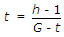 t = h - 1
G - t